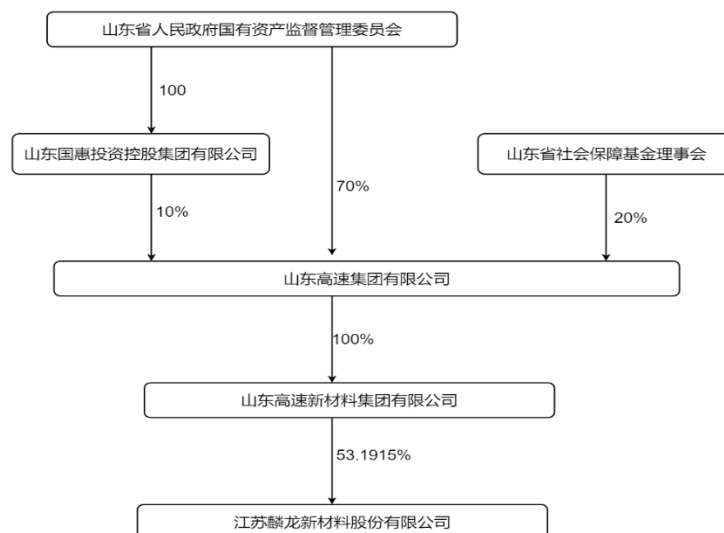 山东省人民政府国有资产监督管理委员会
100
山东国惠投资控股集团有限公司
山东省社会保障基金理事会
70%
10%
20%
山东高速集团有限公司
100%
山东高速新材料集团有限公司
53.1915%
江苏麟龙新材料股份有限公司